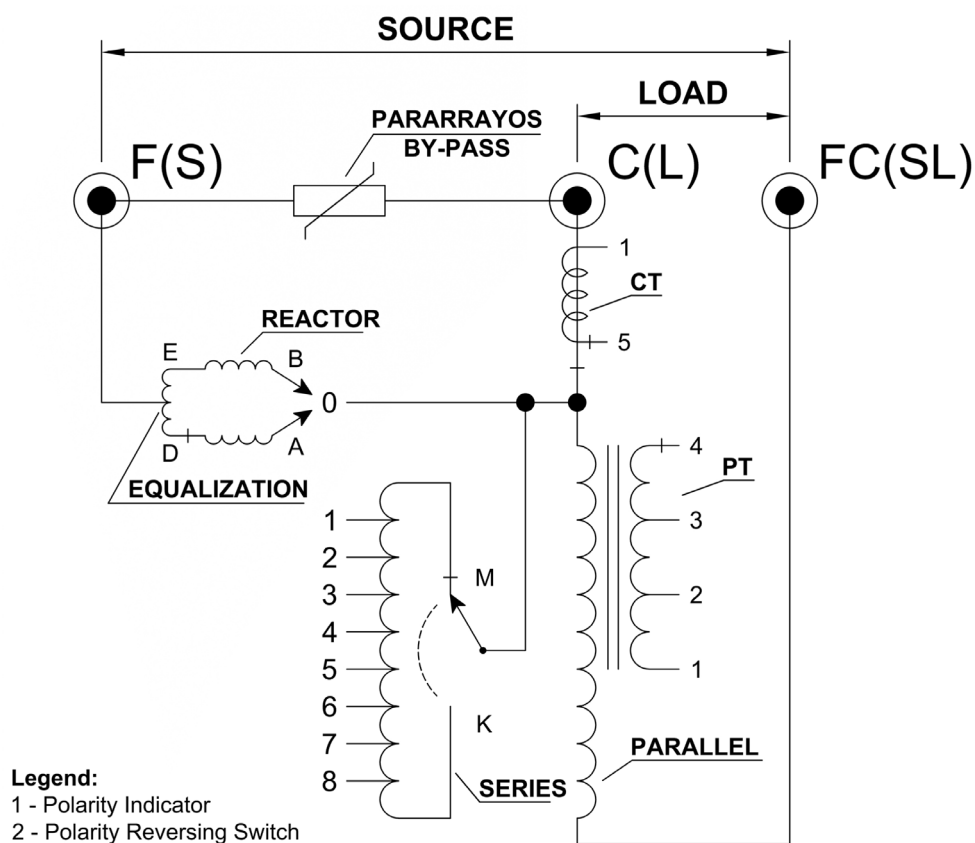 SOURCE
LOAD
PARARRAYOS
BY-PASS
F(S)
C(L)
FC(SL)
1
CT
5
REACTOR
E
B
0
D
A
EQUALIZATION
4
PT
3
2
1
1
2
3
4
5
6
7
8
M
K
SERIES
PARALLEL
Legend:
1 - Polarity Indicator
2 - Polarity Reversing Switch